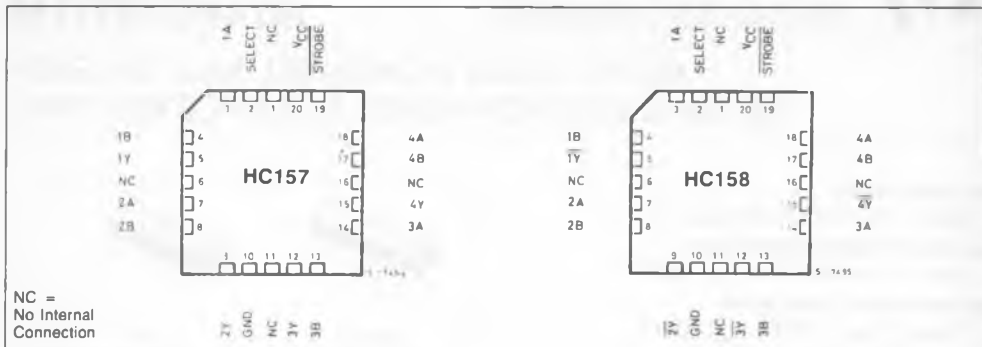 1A SELECT NC VCC STROBE
1A SELECT NC VCC STROBE
3 2 1 20 19
3 2 1 20 19
1B 4 18 4A
1B 4 18 4A
1Y 5 17 4B
1Y 5 17 4B
NC 6 16 NC
NC 6 16 NC
HC157
HC158
2A 7 15 4Y
2A 7 15 4Y
2B 8 14 3A
2B 8 14 3A
9 10 11 12 13
9 10 11 12 13
S 7495
2Y GND NC 3Y 3B
2Y GND NC 3Y 3B
NC =
No Internal
Connection